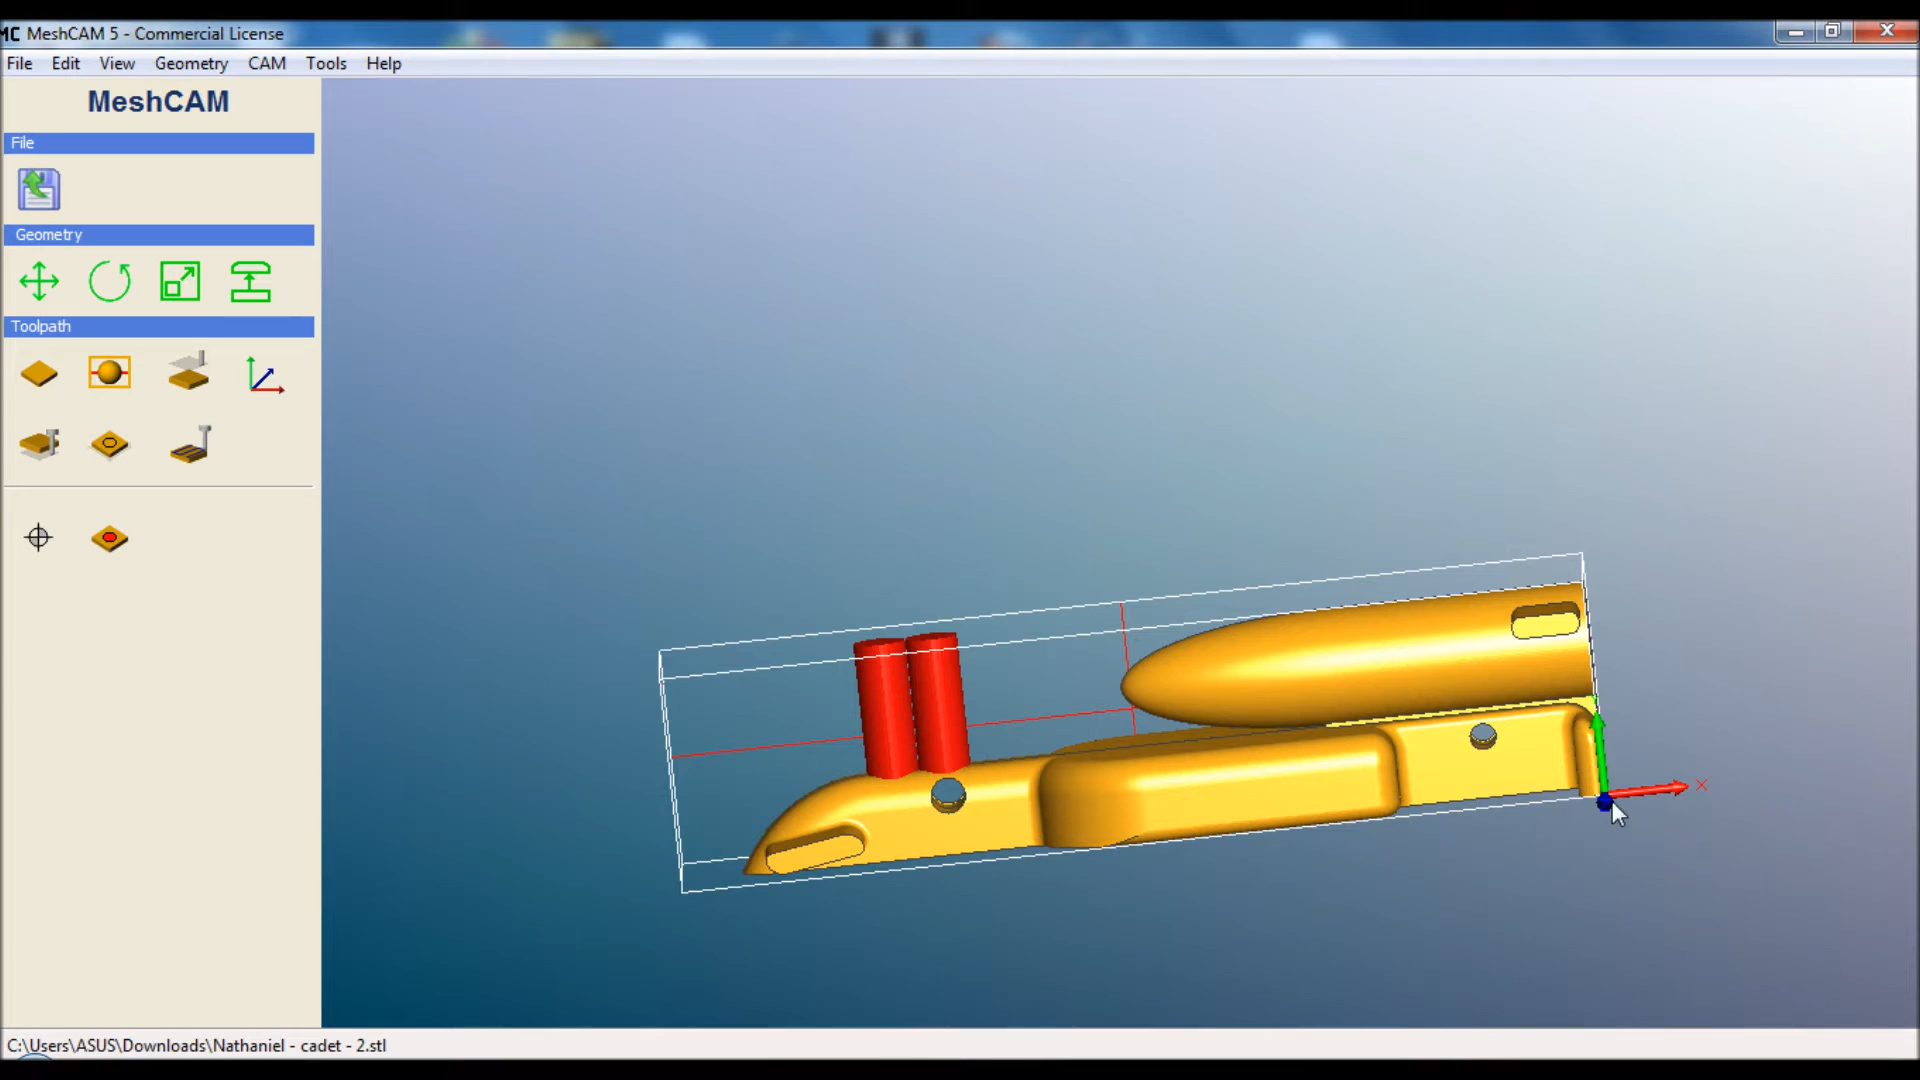 MC MeshCAM 5 - Commercial License
File Edit View Geometry CAM Tools Help
MeshCAM
File
Geometry
Toolpath
X
C:\Users\ASUS\Downloads\Nathaniel - cadet - 2.stl